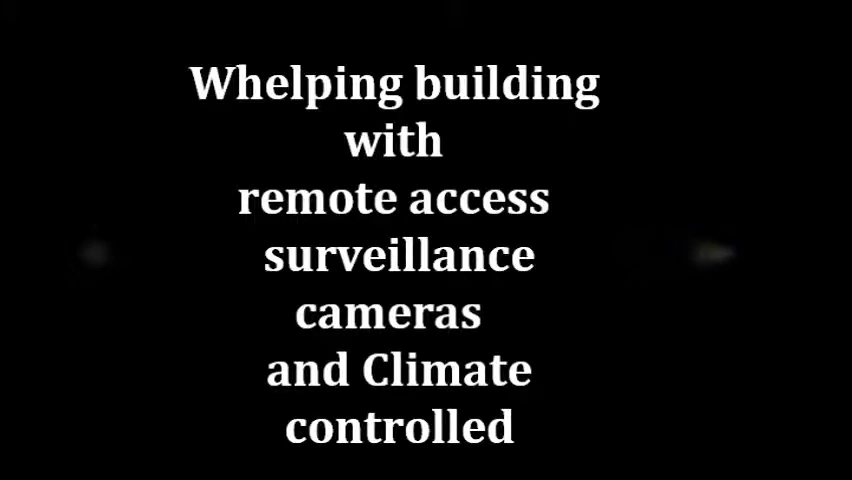 Whelping building
with
remote access
surveillance
cameras
and Climate
controlled